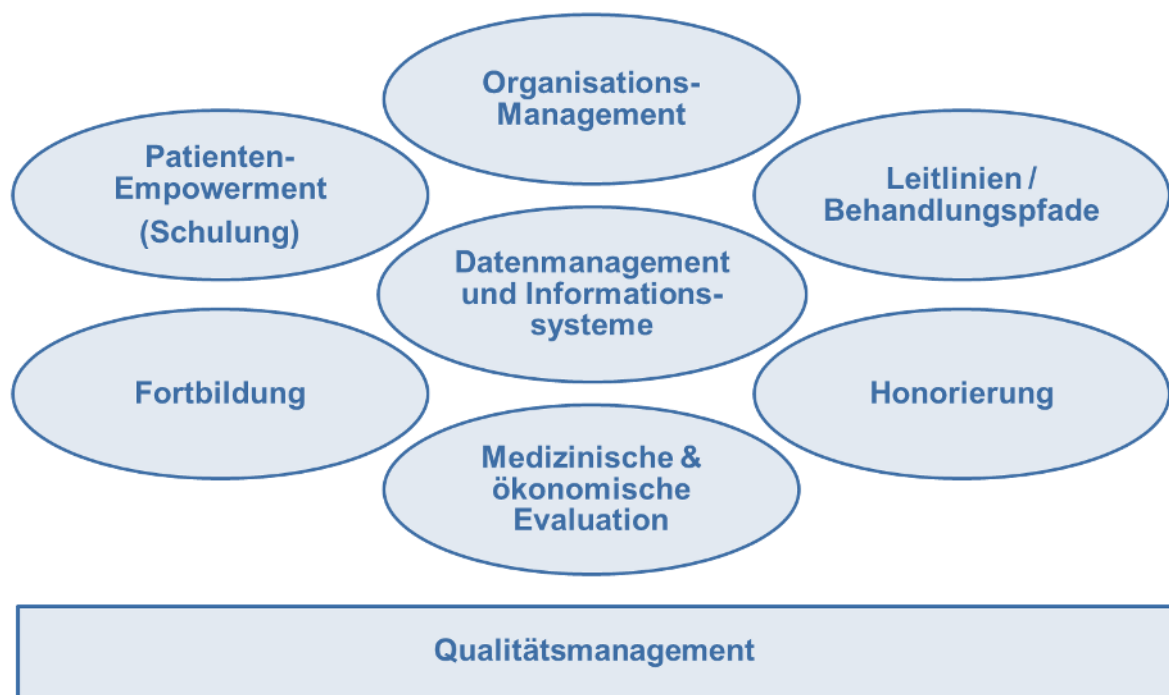 Organisations-
Management
Patienten-
Empowerment
(Schulung)
Leitlinien /
Behandlungspfade
Datenmanagement
und Informations-
systeme
Fortbildung
Honorierung
Medizinische &
ökonomische
Evaluation
Qualitätsmanagement